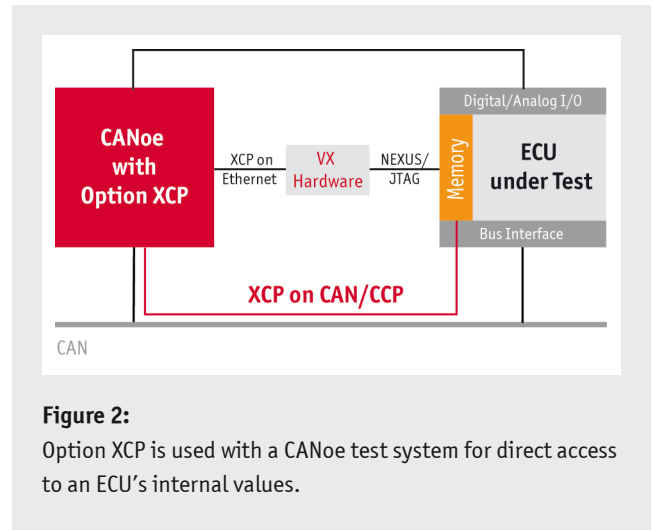 CANoe
with
Option XCP
XCP on
Ethernet
VX
Hardware
NEXUS/
JTAG
Digital/Analog I/O
Memory
ECU
under Test
Bus Interface
XCP on CAN/CCP
CAN
Figure 2:
Option XCP is used with a CANoe test system for direct access
to an ECU's internal values.